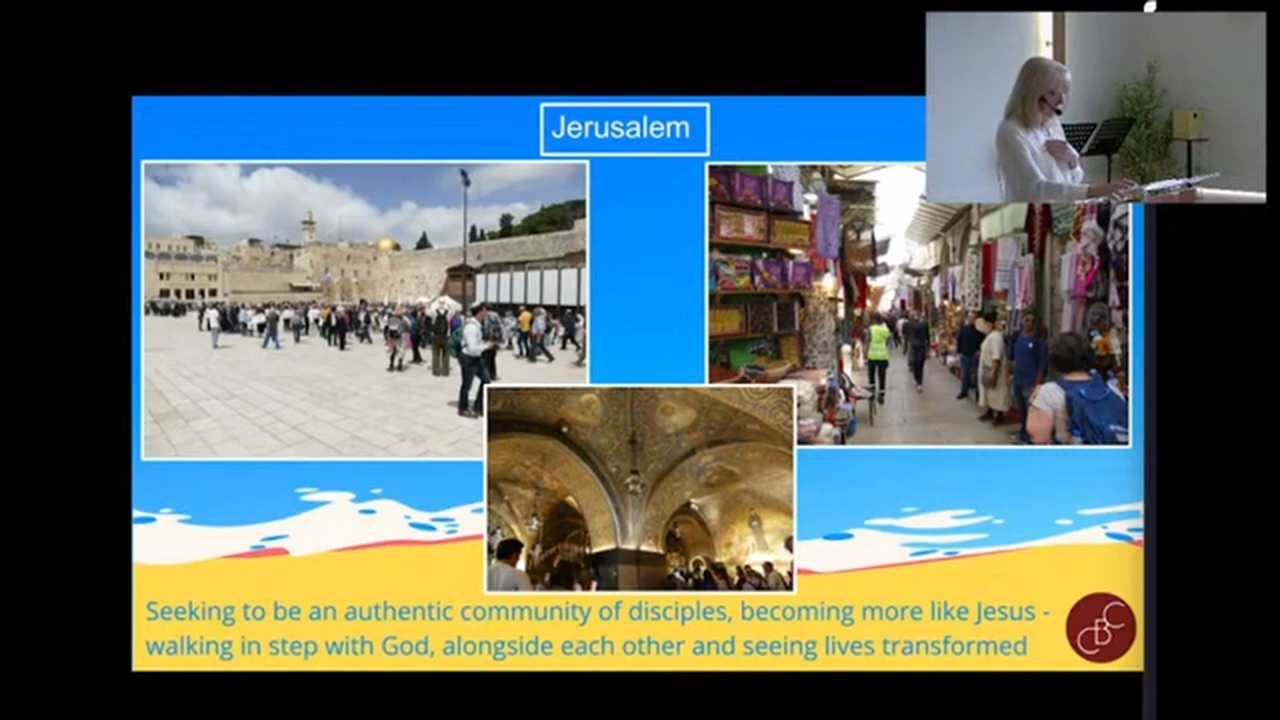 Jerusalem
Seeking to be an authentic community of disciples, becoming more like Jesus -
walking in step with God, alongside each other and seeing lives transformed
CBC